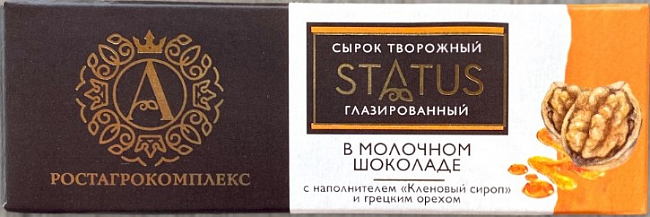 А
РОСТАГРОКОМПЛЕКС
СЫРОК ТВОРОЖНЫЙ
STATUS
ГЛАЗИРОВАННЫЙ
В МОЛОЧНОМ
ШОКОЛАДЕ
с наполнителем «Кленовый сироп»
и грецким орехом